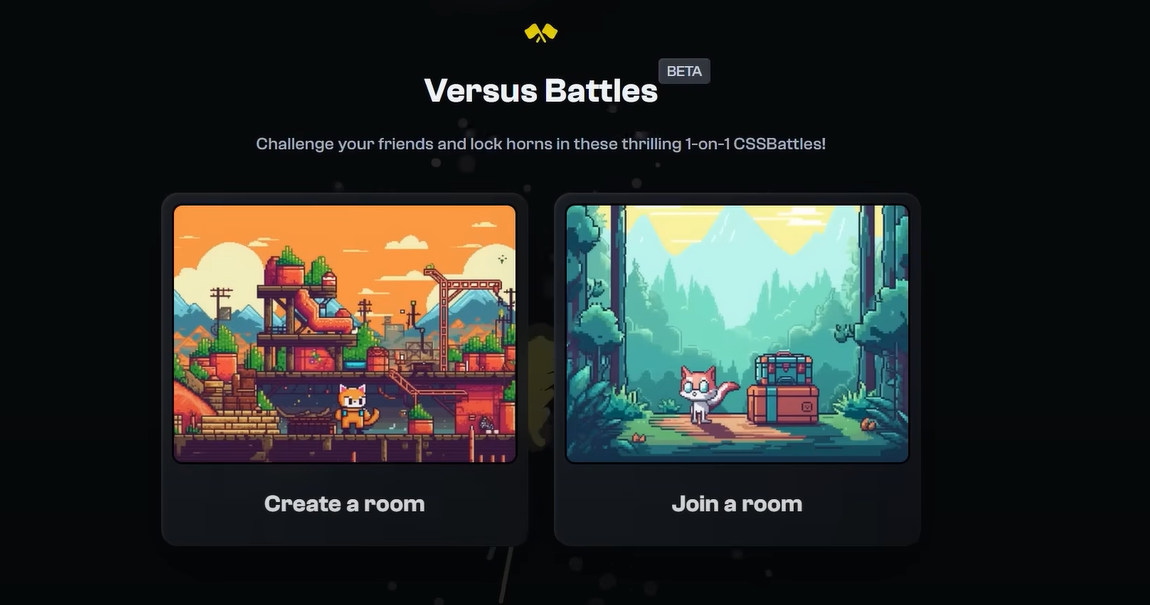 BETA
Versus Battles
Challenge your friends and lock horns in these thrilling 1-on-1 CSSBattles!
Create a room
Join a room